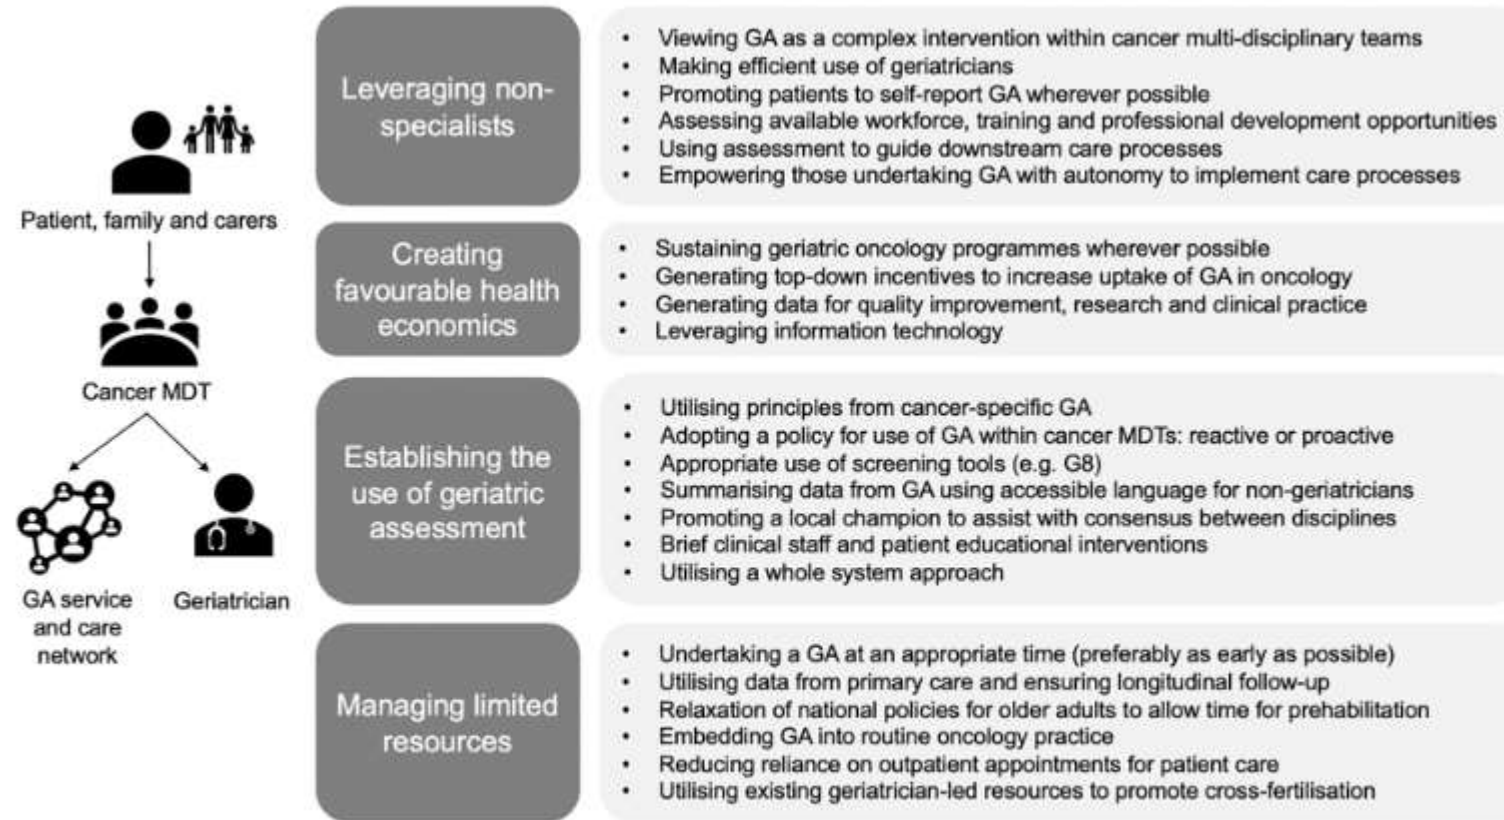 Patient, family and carers
Cancer MDT
GA service
and care
network
Geriatrician
Leveraging non-
specialists
• Viewing GA as a complex intervention within cancer multi-disciplinary teams
• Making efficient use of geriatricians
• Promoting patients to self-report GA wherever possible
• Assessing available workforce, training and professional development opportunities
• Using assessment to guide downstream care processes
• Empowering those undertaking GA with autonomy to implement care processes
Creating
favourable health
economics
• Sustaining geriatric oncology programmes wherever possible
• Generating top-down incentives to increase uptake of GA in oncology
• Generating data for quality improvement, research and clinical practice
• Leveraging information technology
Establishing the
use of geriatric
assessment
• Utilising principles from cancer-specific GA
• Adopting a policy for use of GA within cancer MDTs: reactive or proactive
• Appropriate use of screening tools (e.g. G8)
• Summarising data from GA using accessible language for non-geriatricians
• Promoting a local champion to assist with consensus between disciplines
• Brief clinical staff and patient educational interventions
• Utilising a whole system approach
Managing limited
resources
• Undertaking a GA at an appropriate time (preferably as early as possible)
• Utilising data from primary care and ensuring longitudinal follow-up
• Relaxation of national policies for older adults to allow time for prehabilitation
• Embedding GA into routine oncology practice
• Reducing reliance on outpatient appointments for patient care
• Utilising existing geriatrician-led resources to promote cross-fertilisation